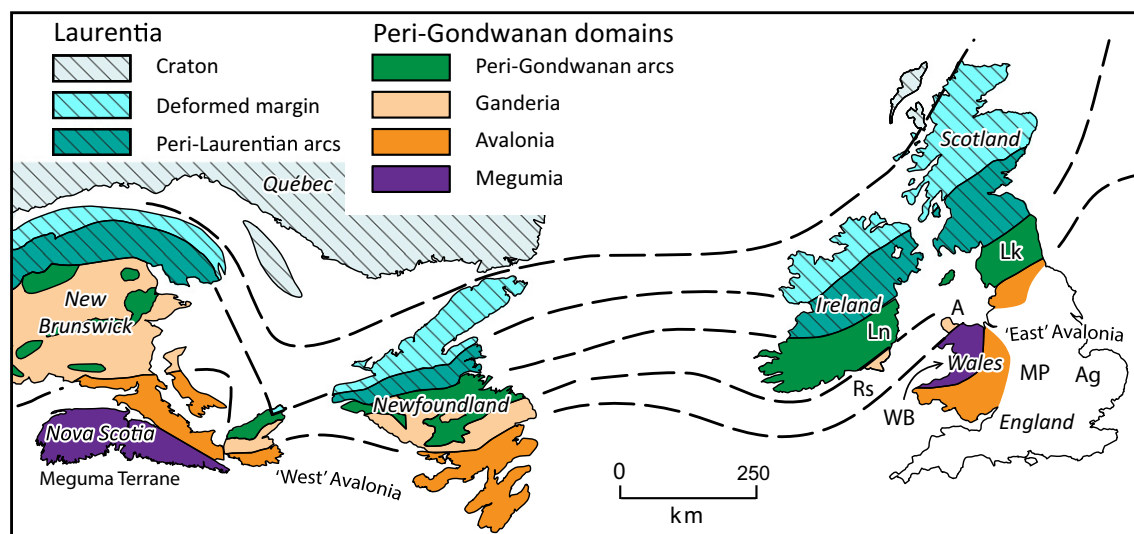 Laurentia
Craton
Deformed margin
Peri-Laurentian arcs
Peri-Gondwanan domains
Peri-Gondwanan arcs
Ganderia
Avalonia
Megumia
Québec
Scotland
New
Brunswick
Nova Scotia
Meguma Terrane
'West' Avalonia
Newfoundland
Ireland
Ln
Rs
Lk
A
'East' Avalonia
Wales
WB
MP
Ag
England
0
250
km